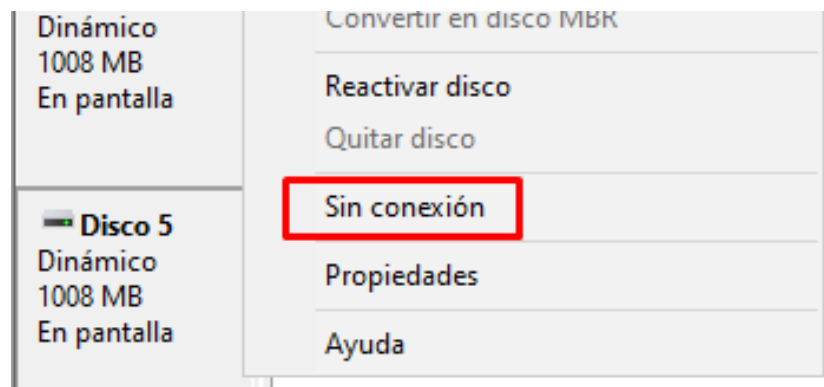 Dinámico
1008 MB
En pantalla
Disco 5
Dinámico
1008 MB
En pantalla
Convertir en disco MBR
Reactivar disco
Quitar disco
Sin conexión
Propiedades
Ayuda